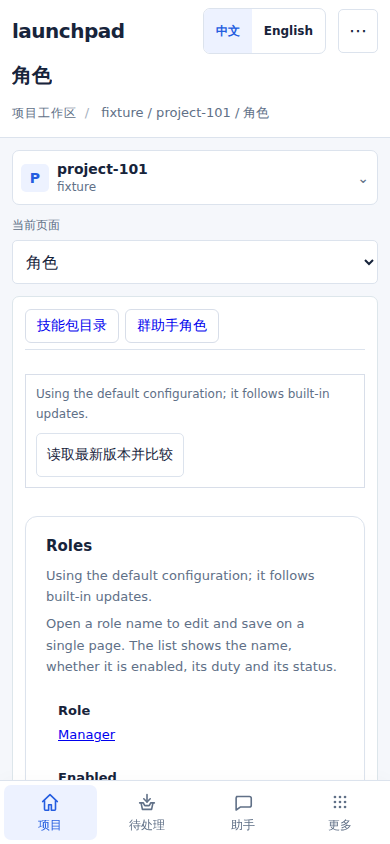 launchpad
中文
English
角色
项目工作区 / fixture / project-101 / 角色
P
project-101
fixture
当前页面
角色
技能包目录
群助手角色
Using the default configuration; it follows built-in
updates.
读取最新版本并比较
Roles
Using the default configuration; it follows
built-in updates.
Open a role name to edit and save on a
single page. The list shows the name,
whether it is enabled, its duty and its status.
Role
Manager
Enabled
项目
待处理
助手
更多